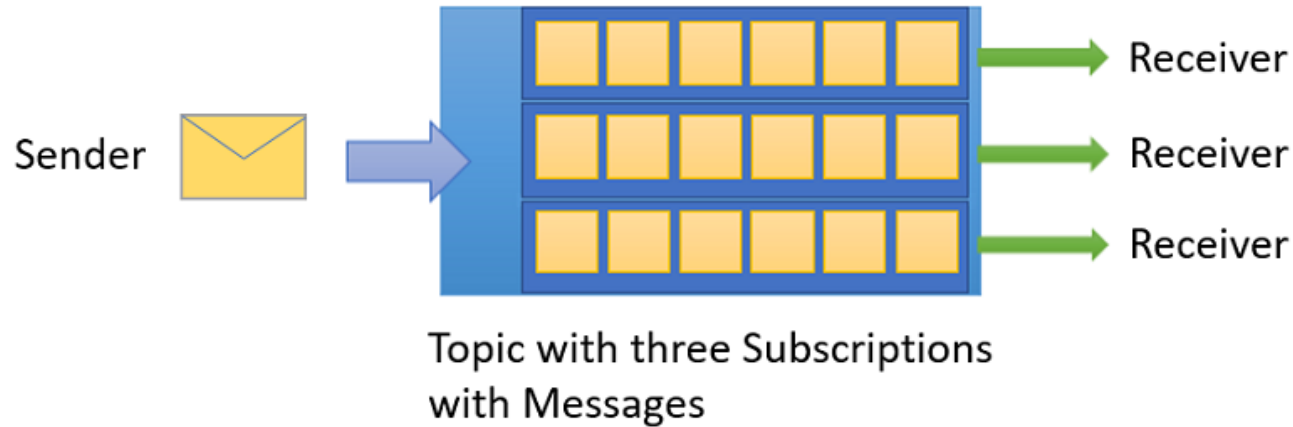 Sender
Receiver
Receiver
Receiver
Topic with three Subscriptions
with Messages